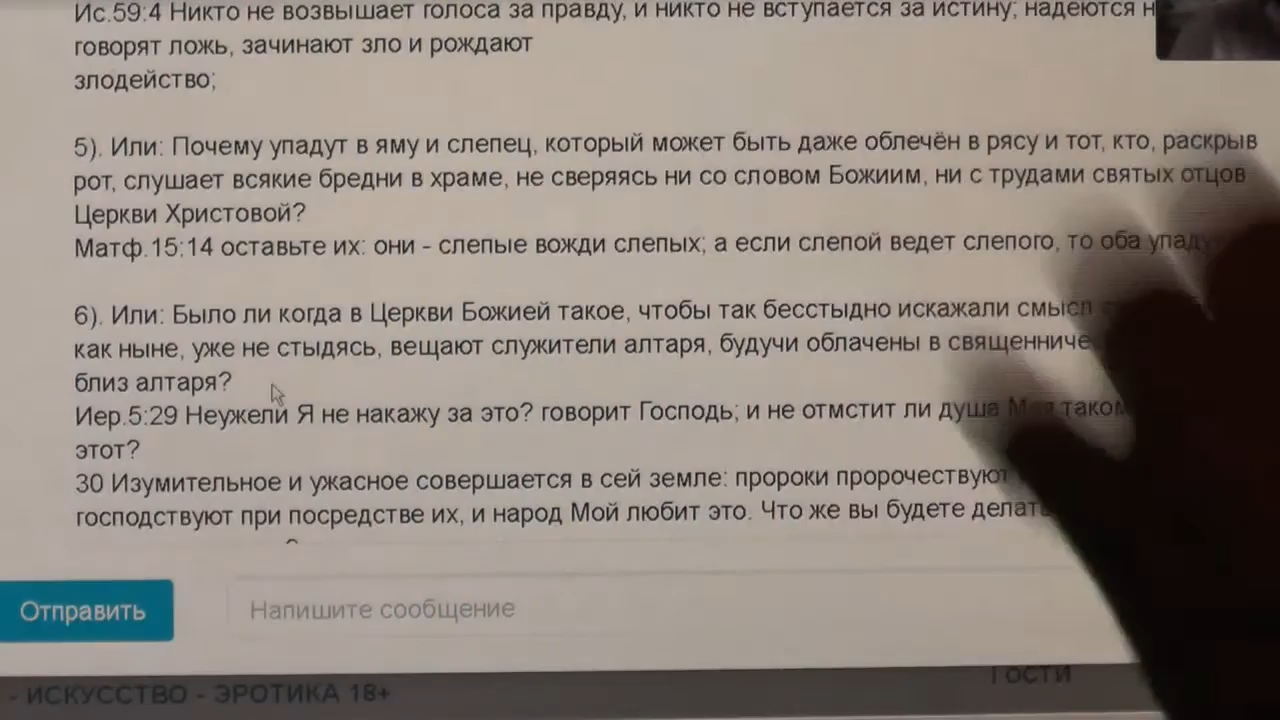 Ис.59:4 Никто не возвышает голоса за правду, и никто не вступается за истину; надеются
говорят ложь, зачинают зло и рождают
злодейство;
5). Или: Почему упадут в яму и слепец, который может быть даже облечён в рясу и тот, кто, раскрыв
рот, слушает всякие бредни в храме, не сверяясь ни со словом Божиим, ни с трудами святых отцов
Церкви Христовой?
Матф.15:14 оставьте их: они - слепые вожди слепых; а если слепой ведет слепого, то оба
6). Или: Было ли когда в Церкви Божией такое, чтобы так бесстыдно искажали смысл
как ныне, уже не стыдясь, вещают служители алтаря, будучи облачены в
близ алтаря?
Иер.5:29 Неужели Я не накажу за это? говорит Господь; и не отмстит ли душа Моя
этот?
30 Изумительное и ужасное совершается в сей земле: пророки пророчествуют
господствуют при посредстве их, и народ Мой любит это. Что же вы будете делать
Отправить Напишите сообщение
ГОСТИ
- ИСКУССТВО - ЭРОТИКА 18+